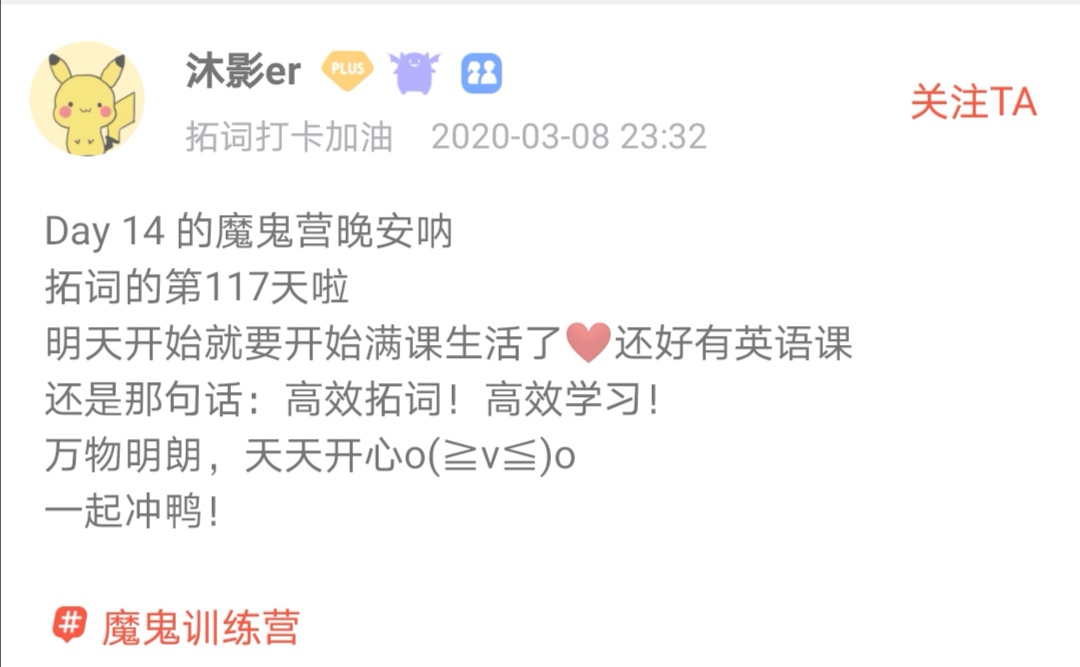 沐影er PLUS
关注TA
拓词打卡加油 2020-03-08 23:32
Day 14 的魔鬼营晚安呐
拓词的第117天啦
明天开始就要开始满课生活了❤️还好有英语课
还是那句话：高效拓词！高效学习！
万物明朗，天天开心o(≧v≦)o
一起冲鸭！
# 魔鬼训练营